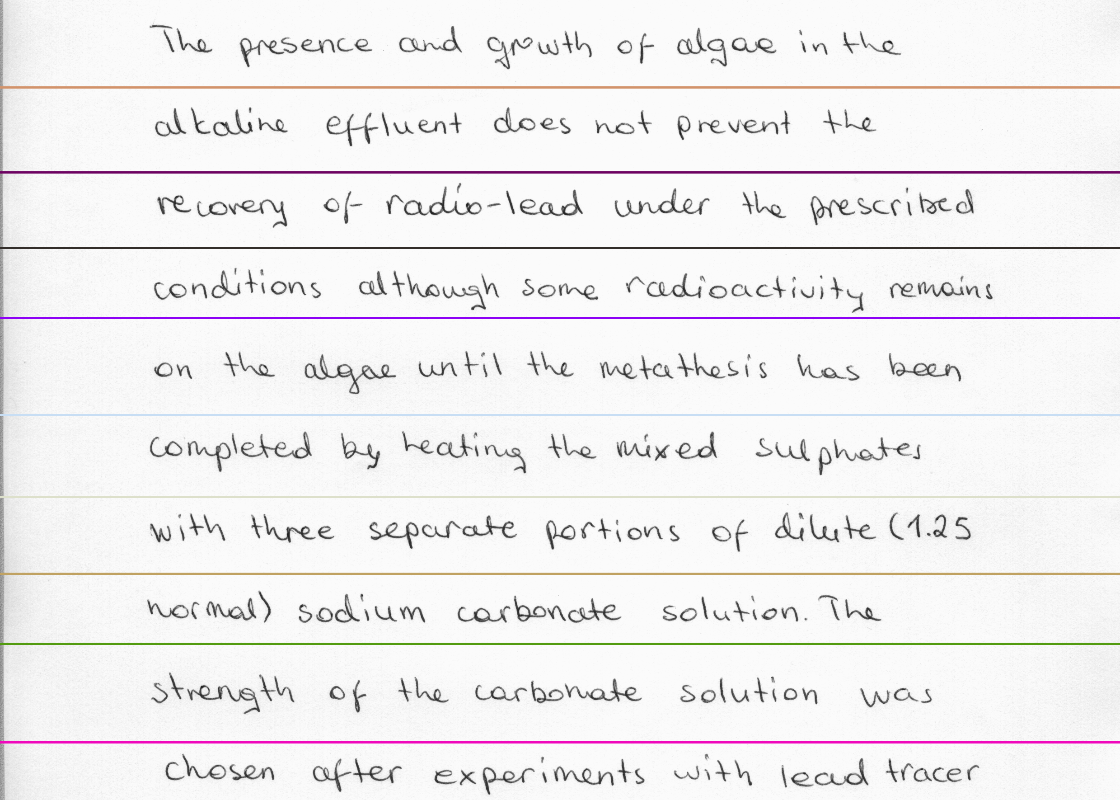 The presence and growth of algae in the
alkaline effluent does not prevent the
recovery of radio-lead under the prescribed
conditions although some radioactivity remains
on the algae until the metathesis has been
completed by heating the mixed sulphates
with three separate portions of dilute (1.25
normal) sodium carbonate solution. The
strength of the carbonate solution was
chosen after experiments with lead tracer